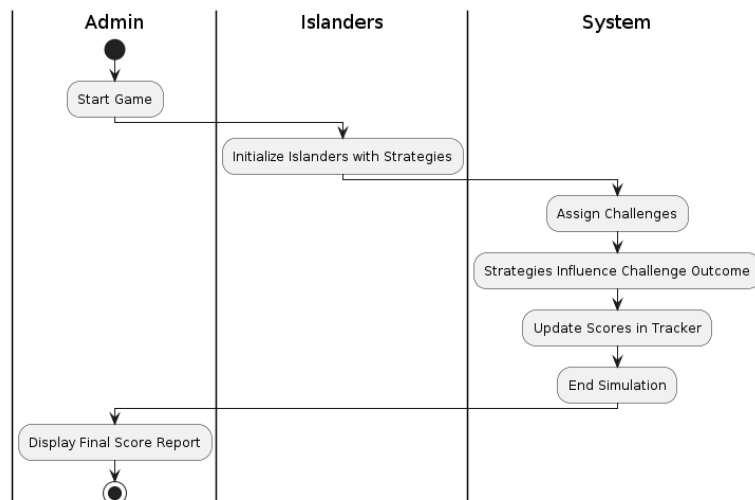 Admin
Islanders
System
Start Game
Initialize Islanders with Strategies
Assign Challenges
Strategies Influence Challenge Outcome
Update Scores in Tracker
End Simulation
Display Final Score Report